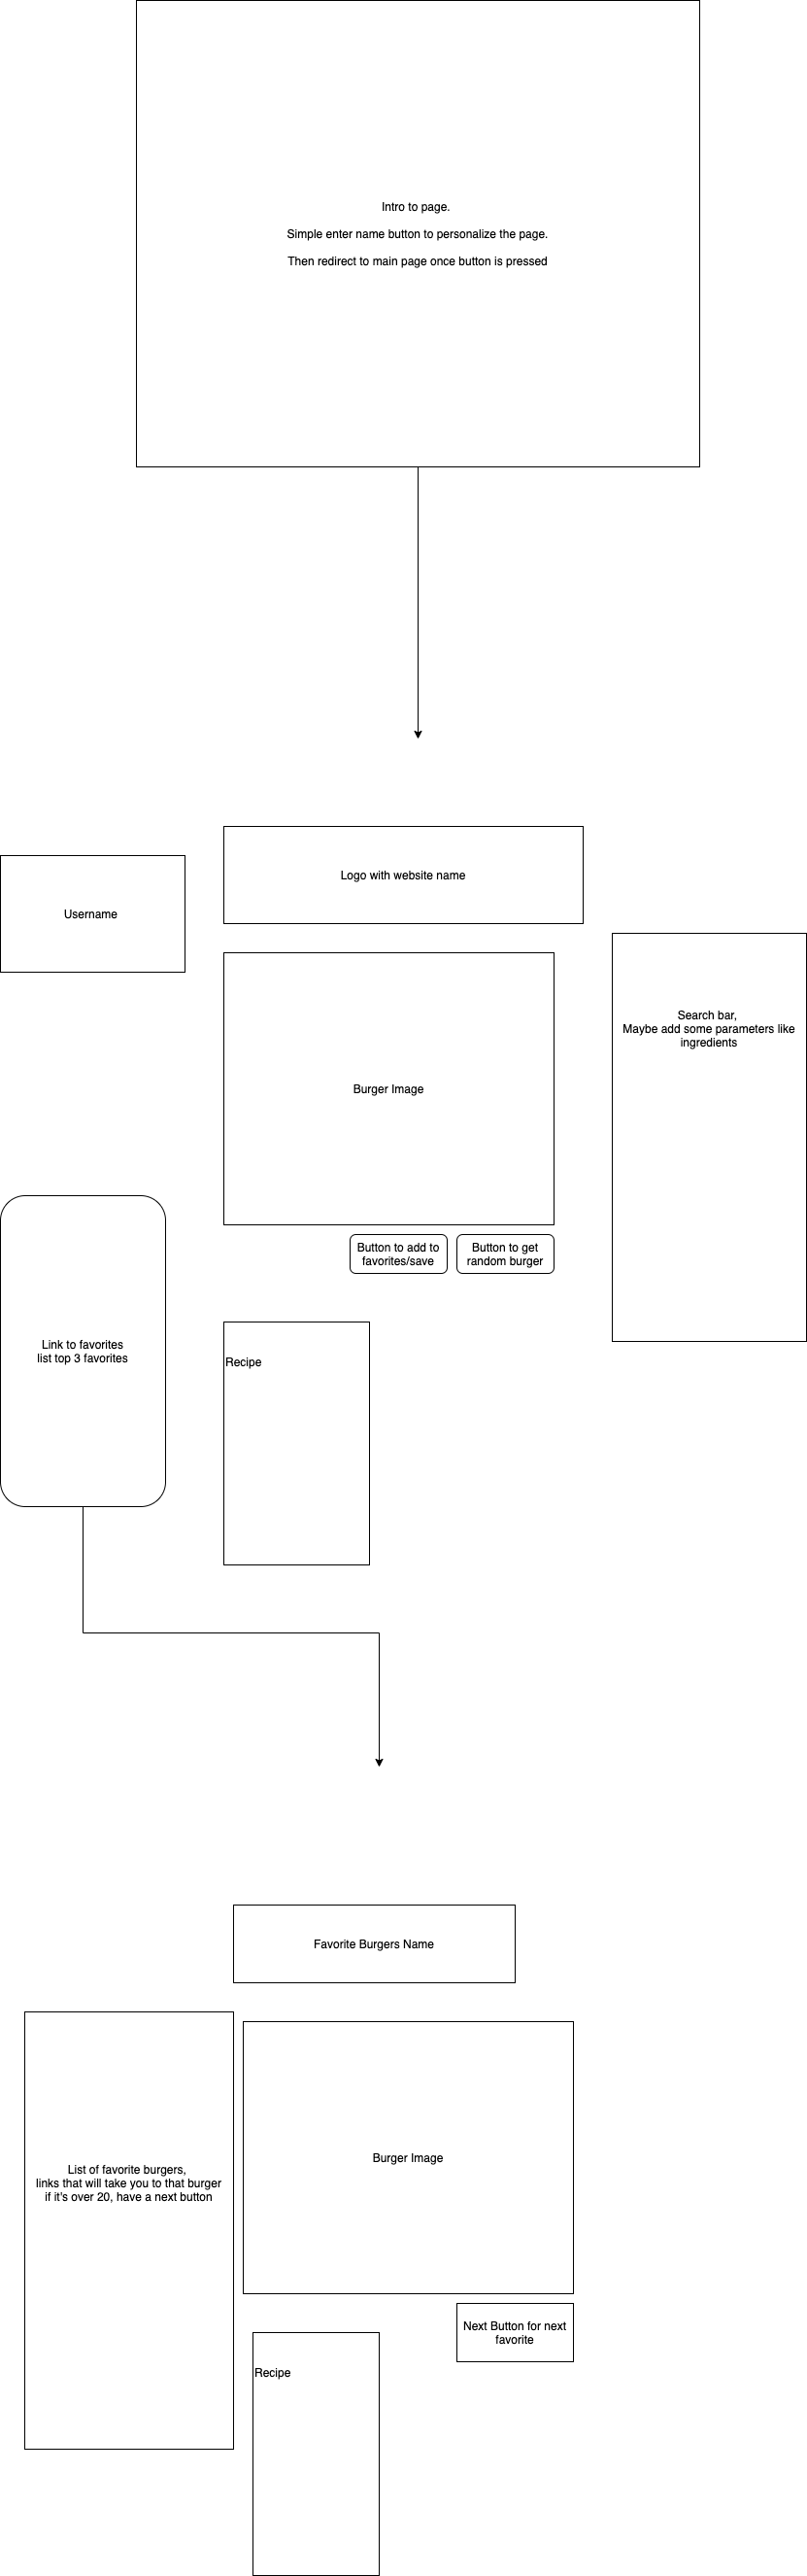 Intro to page.
Simple enter name button to personalize the page.
Then redirect to main page once button is pressed
Logo with website name
Username
Search bar,
Maybe add some parameters like
ingredients
Burger Image
Button to add to
favorites/save
Button to get
random burger
Link to favorites
list top 3 favorites
Recipe
Favorite Burgers Name
List of favorite burgers,
links that will take you to that burger
if it's over 20, have a next button
Burger Image
Next Button for next
favorite
Recipe